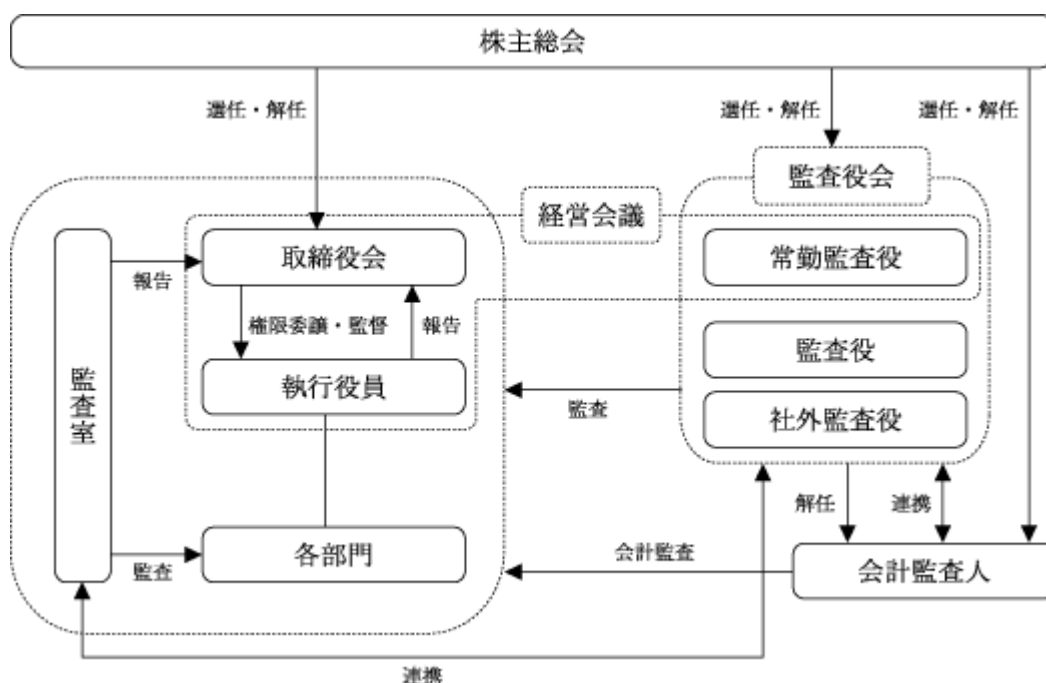 株主総会
選任・解任
選任・解任
選任・解任
監査役会
経営会議
取締役会
常勤監査役
報告
権限委譲・監督
報告
監査役
執行役員
監査
監査室
社外監査役
解任
連携
会計監査
各部門
監査
会計監査人
連携